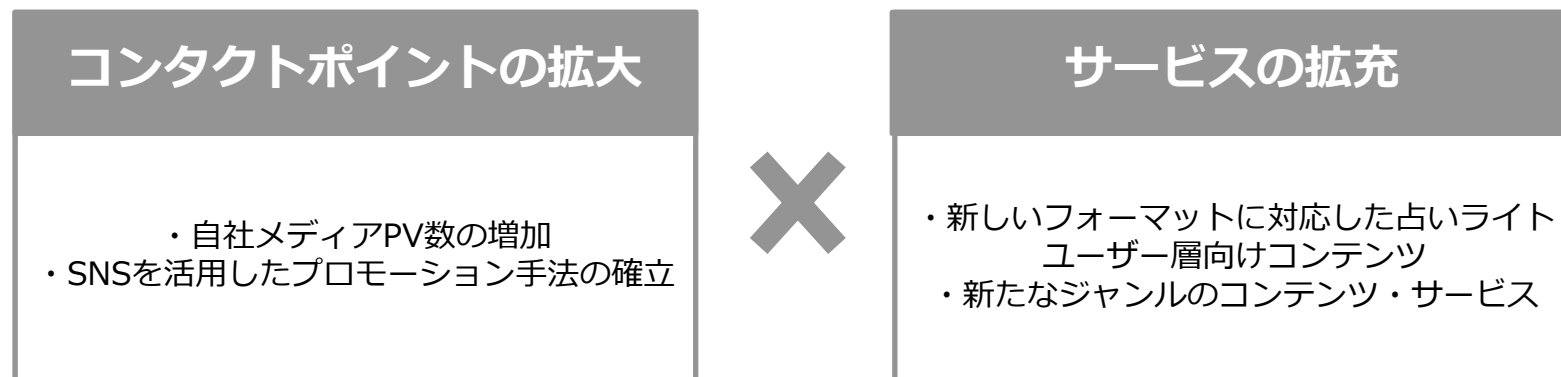 コンタクトポイントの拡大
・自社メディアPV数の増加
・SNSを活用したプロモーション手法の確立
サービスの拡充
・新しいフォーマットに対応した占いライト
ユーザー層向けコンテンツ
・新たなジャンルのコンテンツ・サービス